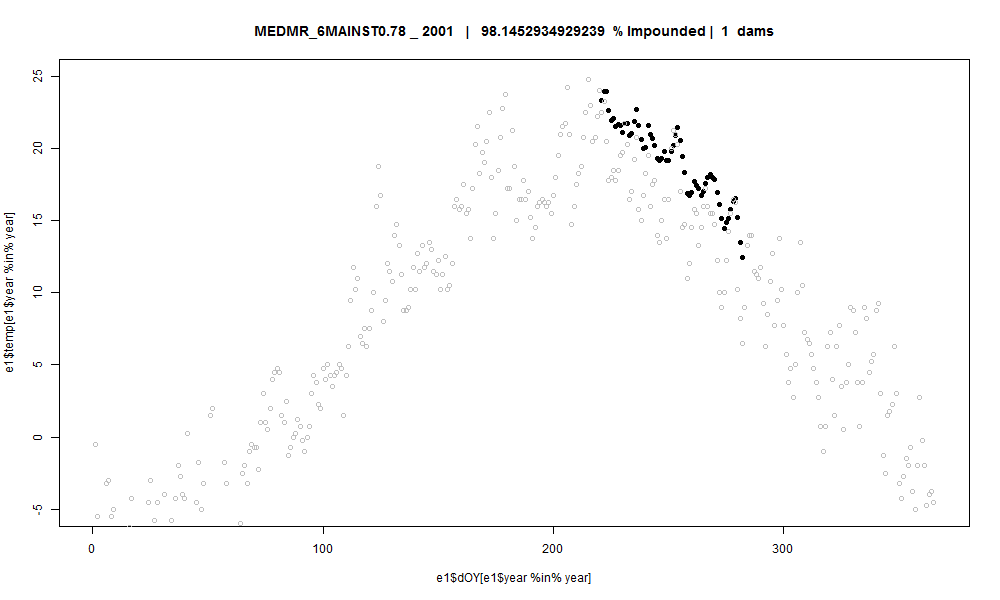 MEDMR_6MAINST0.78 _ 2001 | 98.1452934929239 % Impounded | 1 dams
e1$temp[e1$year %in% year]
25
20
15
10
5
0
-5
0 100 200 300
e1$dOY[e1$year %in% year]